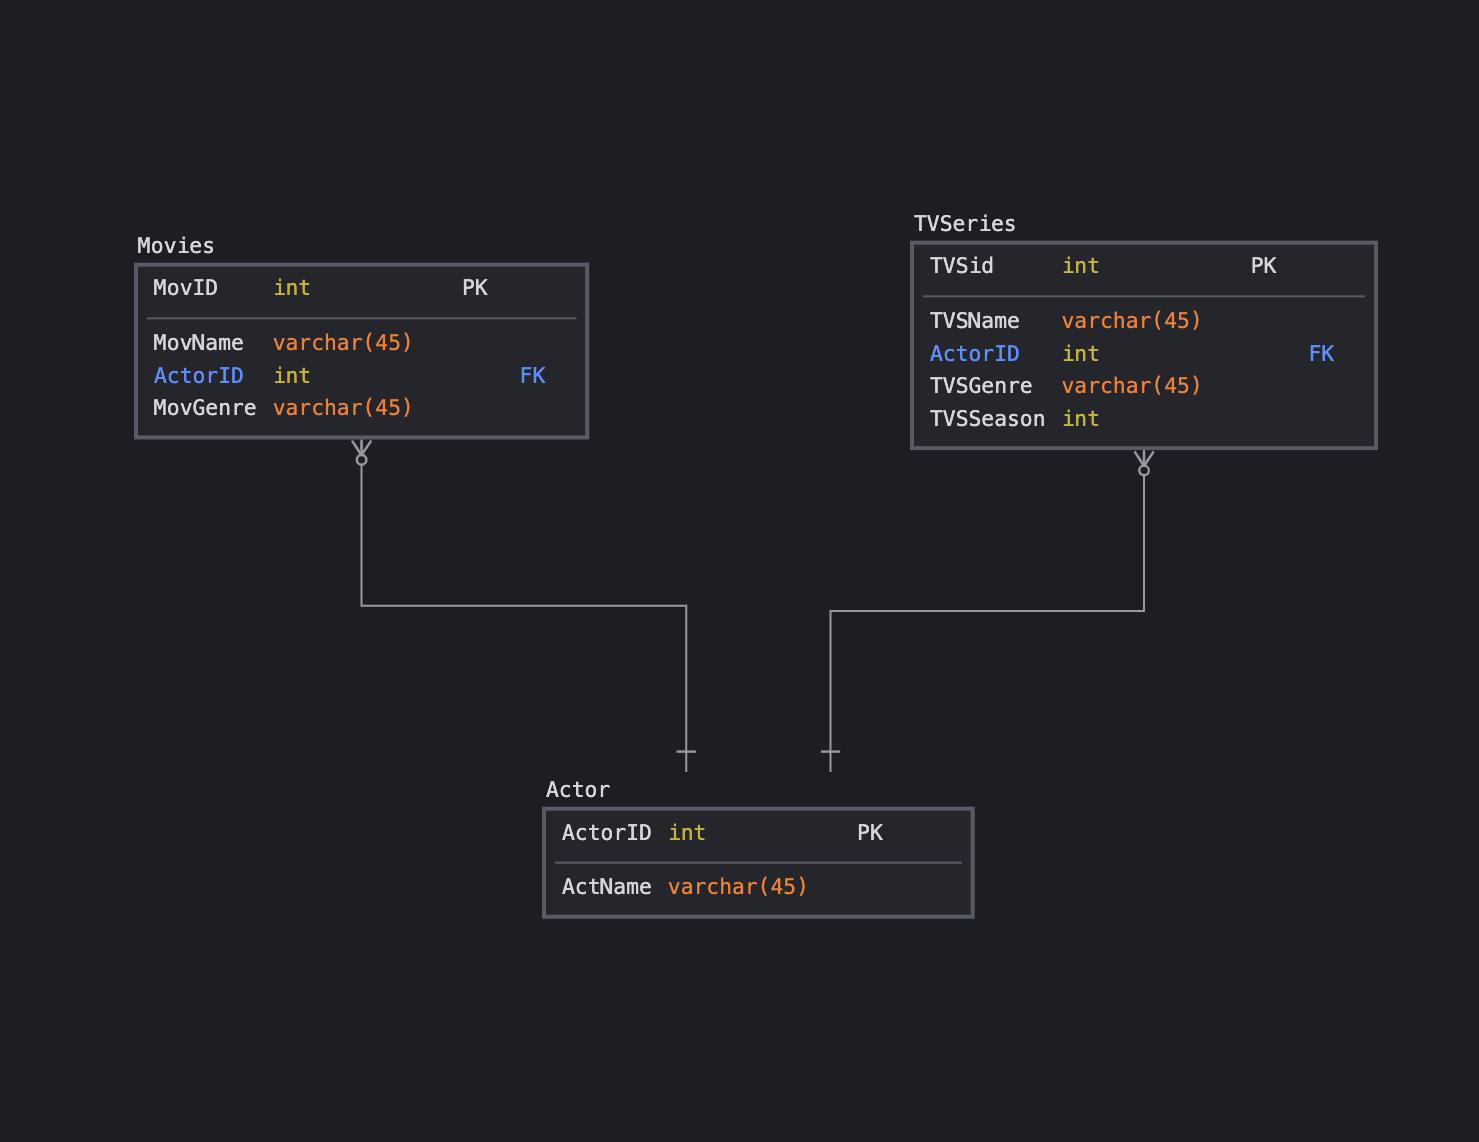 Movies
MovID int PK
MovName varchar(45)
ActorID int FK
MovGenre varchar(45)
TVSeries
TVSid int PK
TVSName varchar(45)
ActorID int FK
TVSGenre varchar(45)
TVSSeason int
Actor
ActorID int PK
ActName varchar(45)